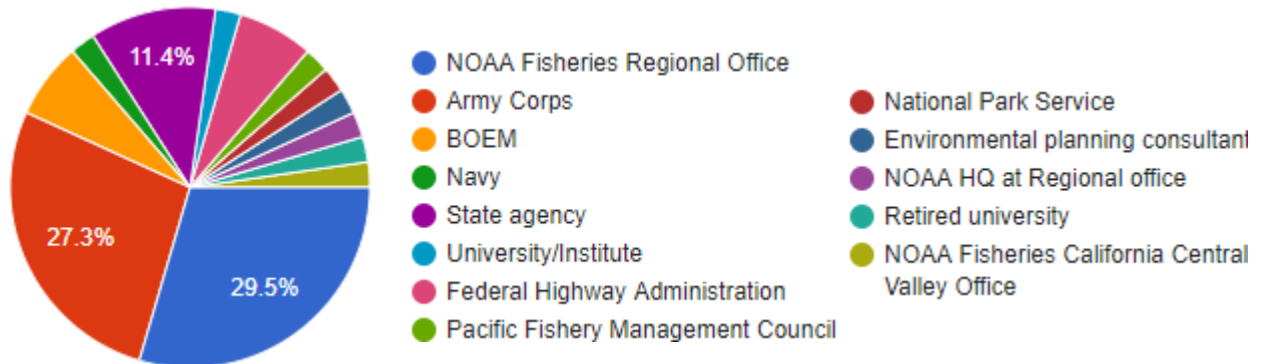 11.4%
27.3%
29.5%
NOAA Fisheries Regional Office
Army Corps
BOEM
Navy
State agency
University/Institute
Federal Highway Administration
Pacific Fishery Management Council
National Park Service
Environmental planning consultant
NOAA HQ at Regional office
Retired university
NOAA Fisheries California Central
Valley Office